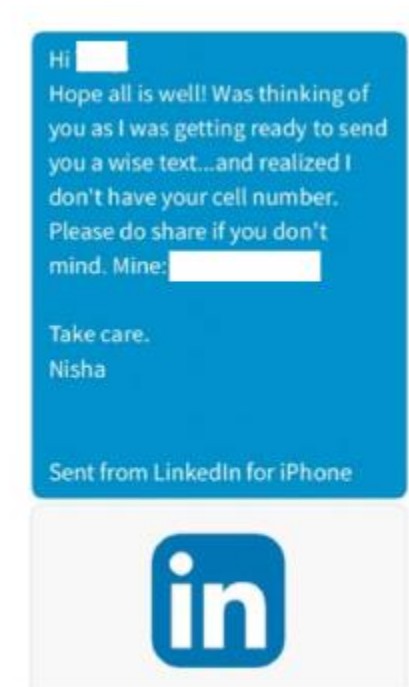 Hi
Hope all is well! Was thinking of
you as I was getting ready to send
you a wise text...and realized I
don't have your cell number.
Please do share if you don't
mind. Mine:
Take care.
Nisha
Sent from LinkedIn for iPhone
in